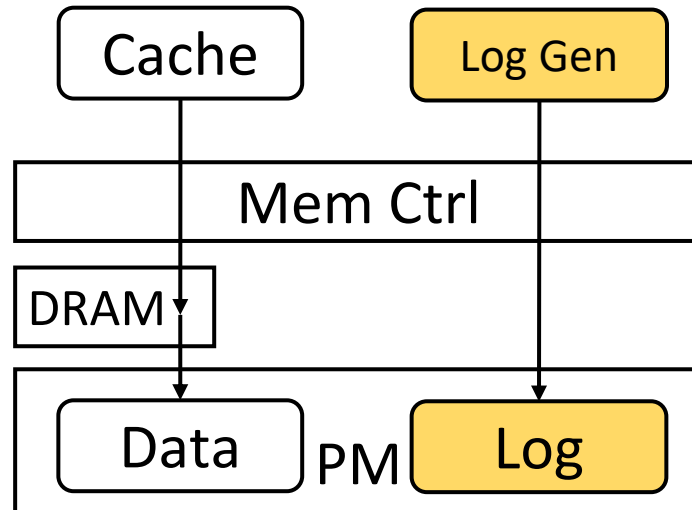 Cache
Log Gen
Mem Ctrl
DRAM
Data
PM
Log